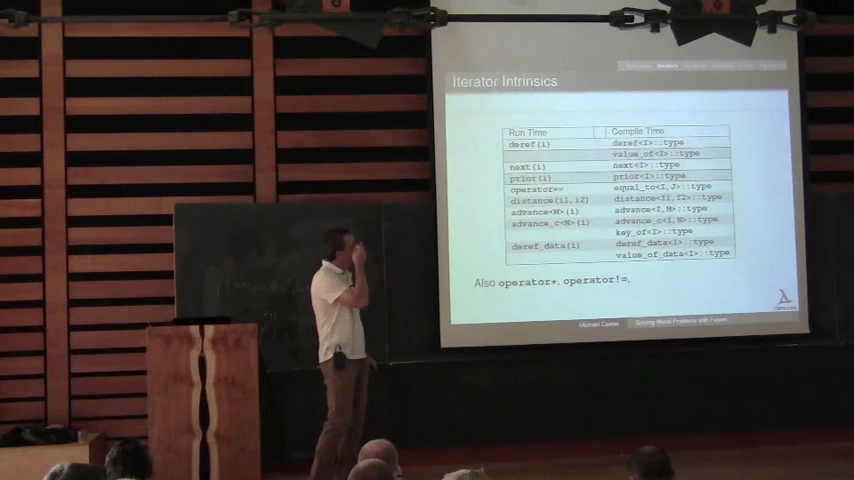 Iterators
Iterator Intrinsics
Run Time Compile Time
deref(i) deref<I>::type
value_of<I>::type
next(i) next<I>::type
prior(i) prior<I>::type
operator== equal_to<I,J>::type
distance(i1,i2) distance<I1,I2>::type
advance<M>(i) advance<I,M>::type
advance_c<N>(i) advance_c<I,N>::type
key_of<I>::type
deref_data(i) deref_data<I>::type
value_of_data<I>::type
Also operator*, operator!=,
Michael Caisse Solving World Problems with Fusion